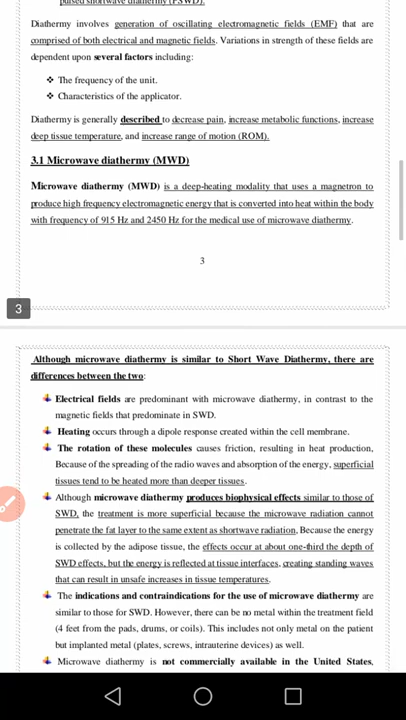 pulsed shortwave diathermy (PSWD).
Diathermy involves generation of oscillating electromagnetic fields (EMF) that are
comprised of both electrical and magnetic fields. Variations in strength of these fields are
dependent upon several factors including:
❖ The frequency of the unit.
❖ Characteristics of the applicator.
Diathermy is generally described to decrease pain, increase metabolic functions, increase
deep tissue temperature, and increase range of motion (ROM).
3.1 Microwave diathermy (MWD)
Microwave diathermy (MWD) is a deep-heating modality that uses a magnetron to
produce high frequency electromagnetic energy that is converted into heat within the body
with frequency of 915 Hz and 2450 Hz for the medical use of microwave diathermy.
3
3
Although microwave diathermy is similar to Short Wave Diathermy, there are
differences between the two:
Electrical fields are predominant with microwave diathermy, in contrast to the
magnetic fields that predominate in SWD.
Heating occurs through a dipole response created within the cell membrane.
The rotation of these molecules causes friction, resulting in heat production,
Because of the spreading of the radio waves and absorption of the energy, superficial
tissues tend to be heated more than deeper tissues.
Although microwave diathermy produces biophysical effects similar to those of
SWD, the treatment is more superficial because the microwave radiation cannot
penetrate the fat layer to the same extent as shortwave radiation, Because the energy
is collected by the adipose tissue, the effects occur at about one-third the depth of
SWD effects, but the energy is reflected at tissue interfaces, creating standing waves
that can result in unsafe increases in tissue temperatures.
The indications and contraindications for the use of microwave diathermy are
similar to those for SWD. However, there can be no metal within the treatment field
(4 feet from the pads, drums, or coils). This includes not only metal on the patient
but implanted metal (plates, screws, intrauterine devices) as well.
Microwave diathermy is not commercially available in the United States,